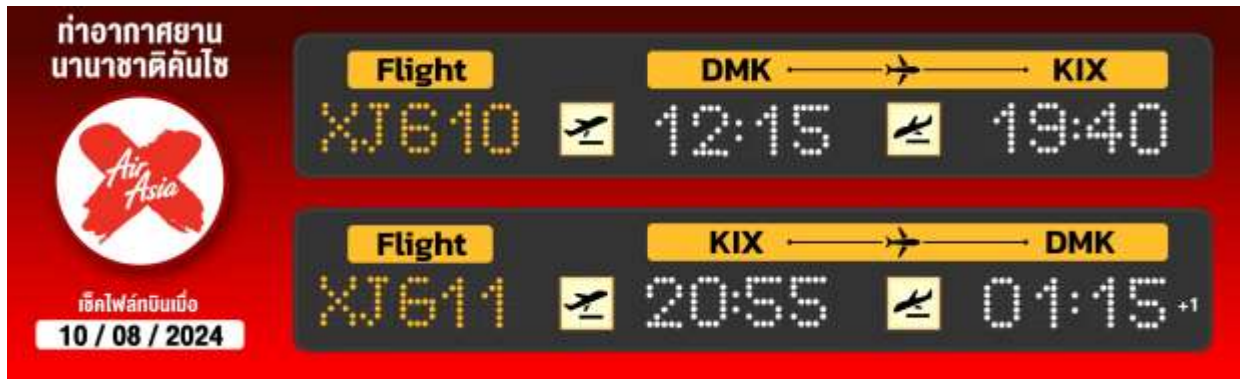 ท่าอากาศยาน
นานาชาติคันไซ
Air
Asia
เช็คไฟล์ทบินเมื่อ
10 / 08 / 2024
Flight
DMK KIX
XJ610 12:15 19:40
Flight
KIX DMK
XJ611 20:55 01:15 +1